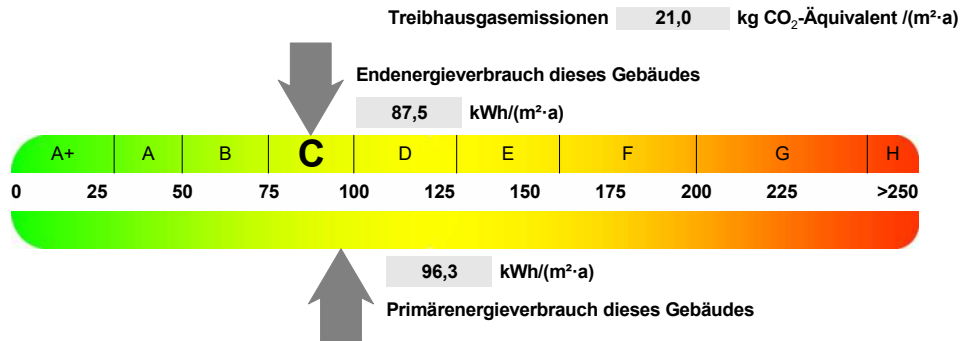 Treibhausgasemissionen 21,0 kg CO₂-Äquivalent /(m²·a)
Endenergieverbrauch dieses Gebäudes
87,5 kWh/(m²·a)
A+ A B C D E F G H
0 25 50 75 100 125 150 175 200 225 >250
96,3 kWh/(m²·a)
Primärenergieverbrauch dieses Gebäudes